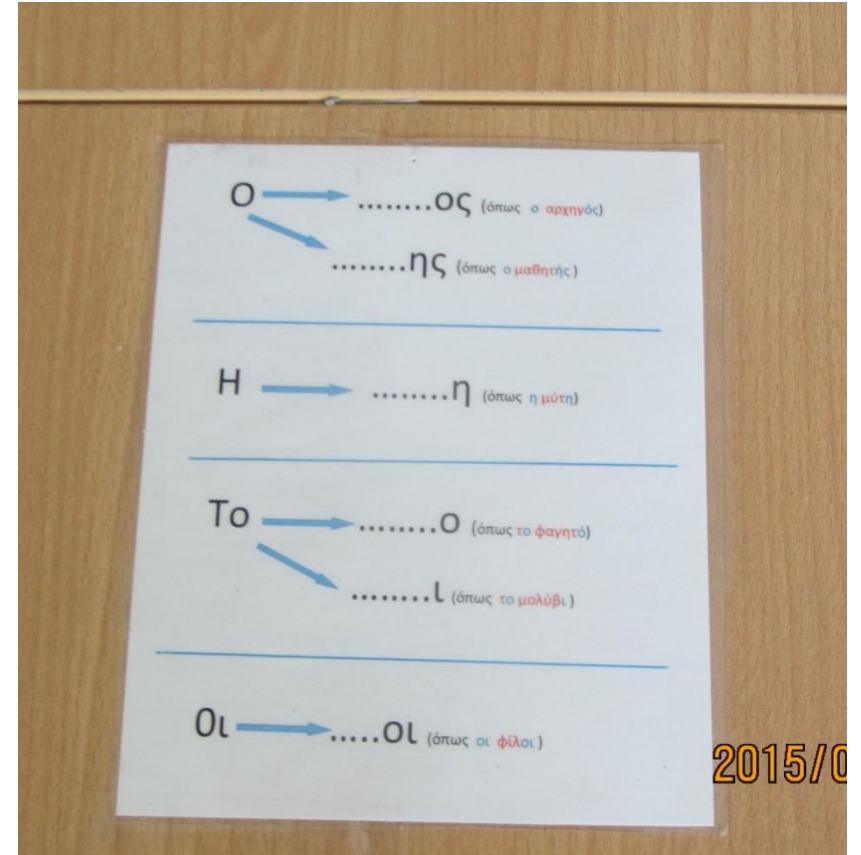 Ο ........ος (όπως ο αρχηγός)
........ης (όπως ο μαθητής )
Η ........η (όπως η μύτη)
Το ........ο (όπως το φαγητό)
........ι (όπως το μολύβι )
Οι .....οι (όπως οι φίλοι )
2015/0